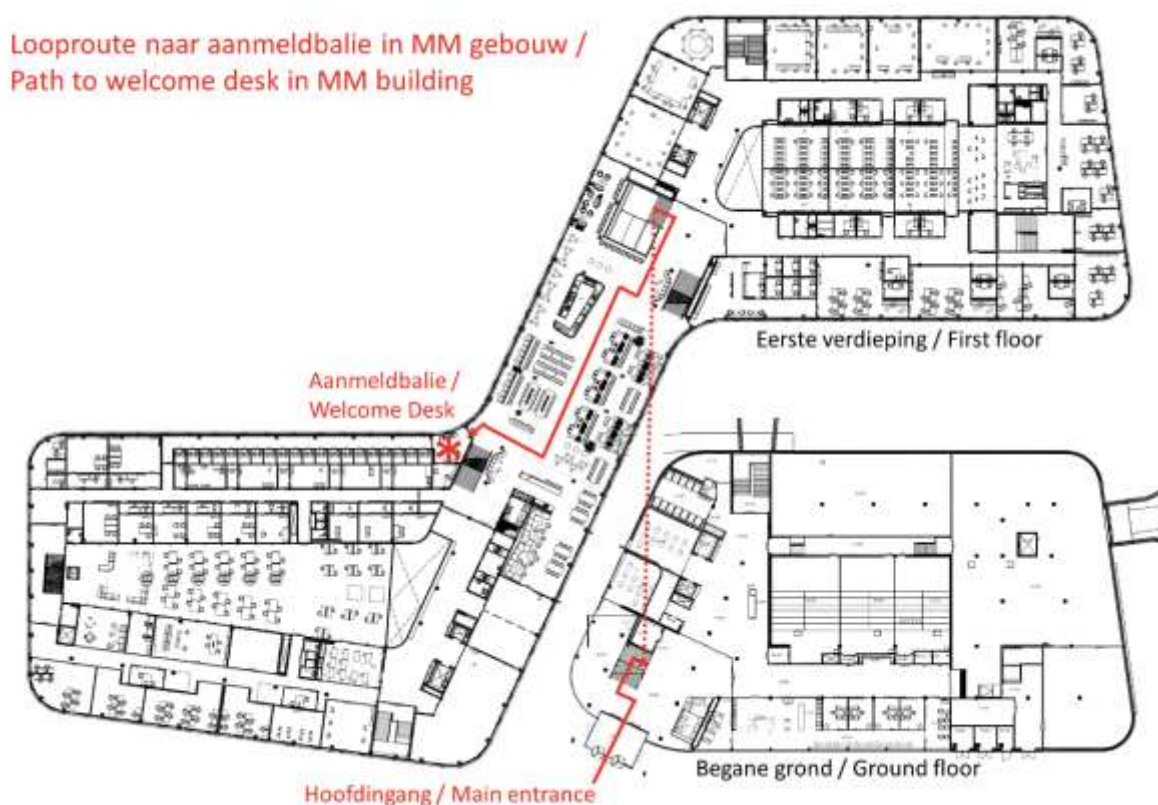 Looproute naar aanmeldbalie in MM gebouw /
Path to welcome desk in MM building
Eerste verdieping / First floor
Aanmeldbalie /
Welcome Desk
Begane grond / Ground floor
Hoofdingang / Main entrance